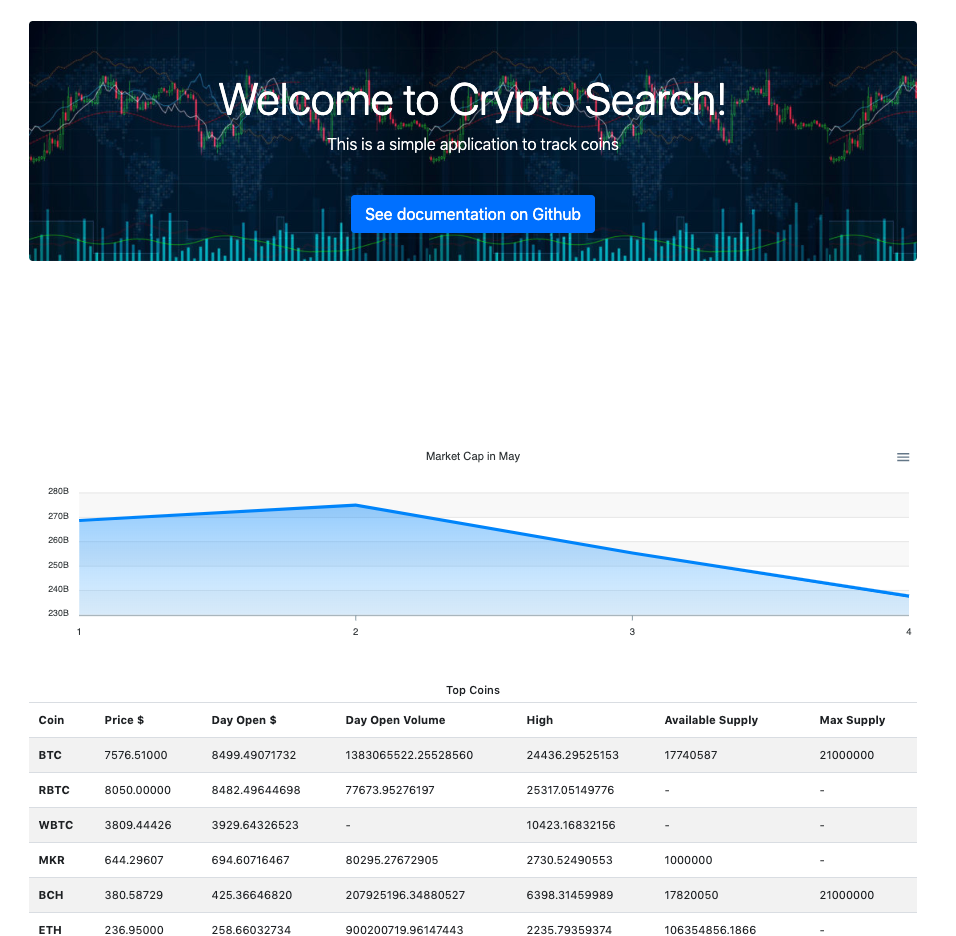 Welcome to Crypto Search!
This is a simple application to track coins
See documentation on Github
Market Cap in May
280B
270B
260B
250B
240B
230B
1 2 3 4
Top Coins
Coin Price $ Day Open $ Day Open Volume High Available Supply Max Supply
BTC 7576.51000 8499.49071732 1383065522.25528560 24436.29525153 17740587 21000000
RBTC 8050.00000 8482.49644698 77673.95276197 25317.05149776 - -
WBTC 3809.44426 3929.64326523 - 10423.16832156 - -
MKR 644.29607 694.60716467 80295.27672905 2730.52490553 1000000 -
BCH 380.58729 425.36646820 207925196.34880527 6398.31459989 17820050 21000000
ETH 236.95000 258.66032734 900200719.96147443 2235.79359374 106354856.1866 -